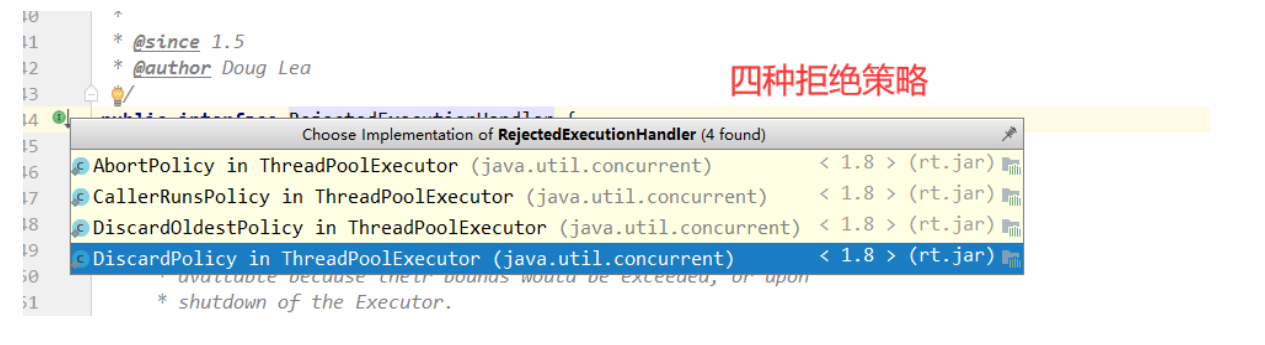 40 *
41 * @since 1.5
42 * @author Doug Lea
四种拒绝策略
43 */
44 public interface RejectedExecutionHandler {
Choose Implementation of RejectedExecutionHandler (4 found)
45
AbortPolicy in ThreadPoolExecutor (java.util.concurrent) < 1.8 > (rt.jar)
46
CallerRunsPolicy in ThreadPoolExecutor (java.util.concurrent) < 1.8 > (rt.jar)
47
DiscardOldestPolicy in ThreadPoolExecutor (java.util.concurrent) < 1.8 > (rt.jar)
48
DiscardPolicy in ThreadPoolExecutor (java.util.concurrent) < 1.8 > (rt.jar)
49
50 * available because their bounds would be exceeded, or upon
51 * shutdown of the Executor.